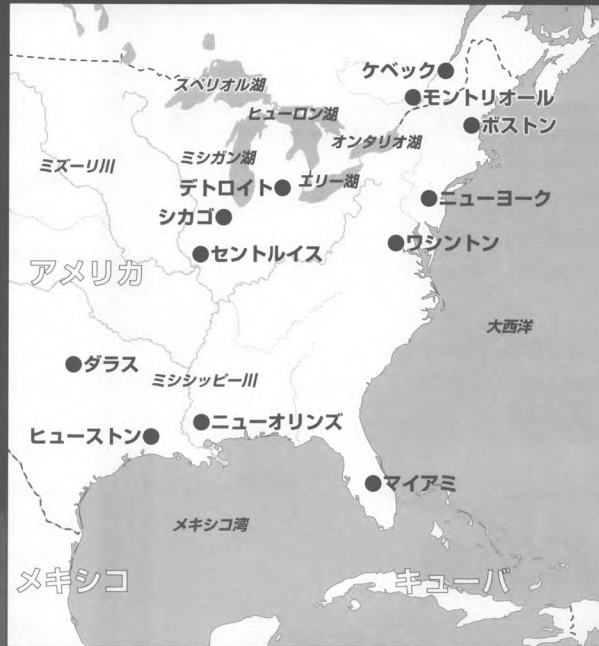 ケベック
スペリオル湖
モントリオール
ヒューロン湖
ボストン
オンタリオ湖
ミシガン湖
ミズーリ川
エリー湖
デトロイト
ニューヨーク
シカゴ
ワシントン
セントルイス
アメリカ
大西洋
ダラス
ミシシッピー川
ニューオリンズ
ヒューストン
マイアミ
メキシコ湾
メキシコ
キューバ